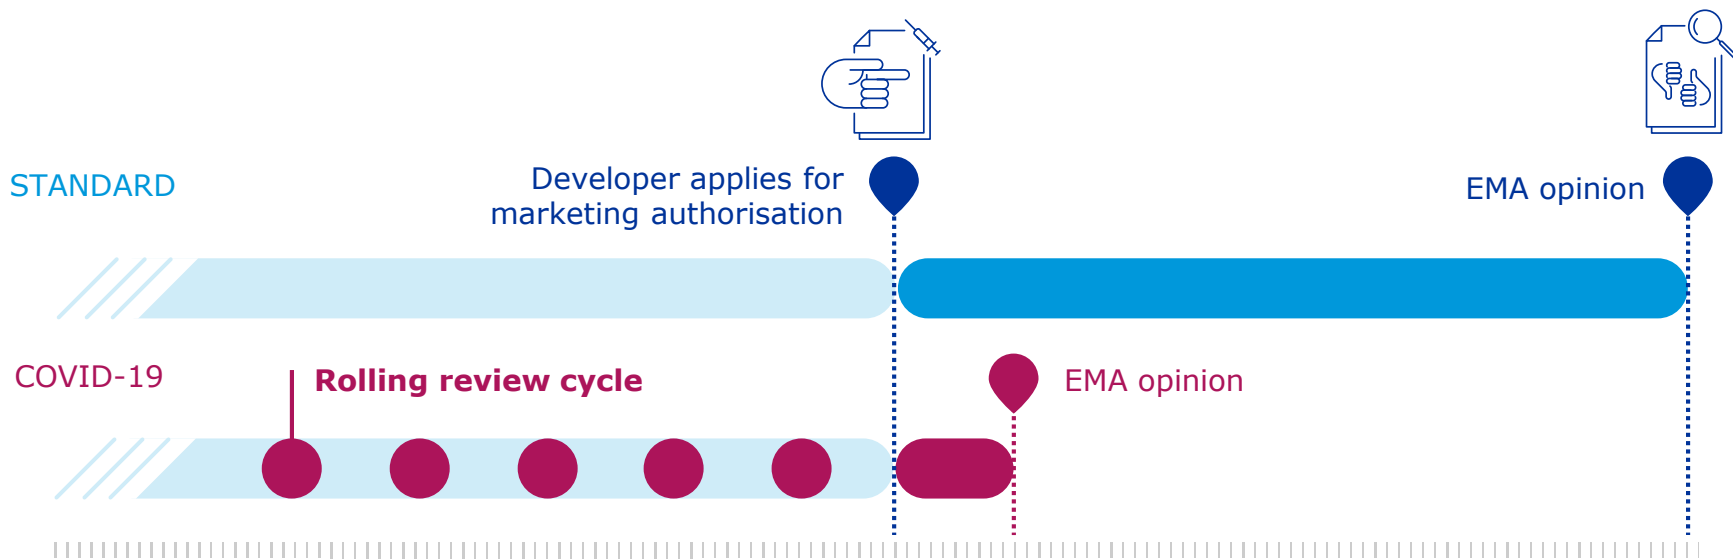 STANDARD
Developer applies for
marketing authorisation
EMA opinion
COVID-19
Rolling review cycle
EMA opinion